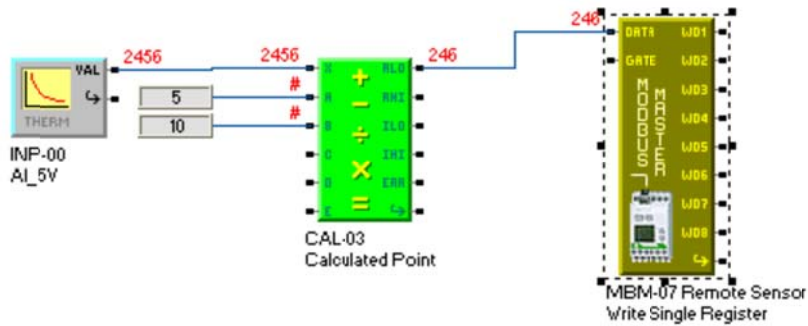 2456
VAL
THERM
INP-00
AI_5V
5
10
2456
#
#
X
A
B
C
D
E
+
−
÷
×
=
RLO
RHI
ILO
IHI
ERR
246
CAL-03
Calculated Point
246
DATA
GATE
MODBUS
MASTER
WD1
WD2
WD3
WD4
WD5
WD6
WD7
WD8
MBM-07 Remote Sensor
Write Single Register